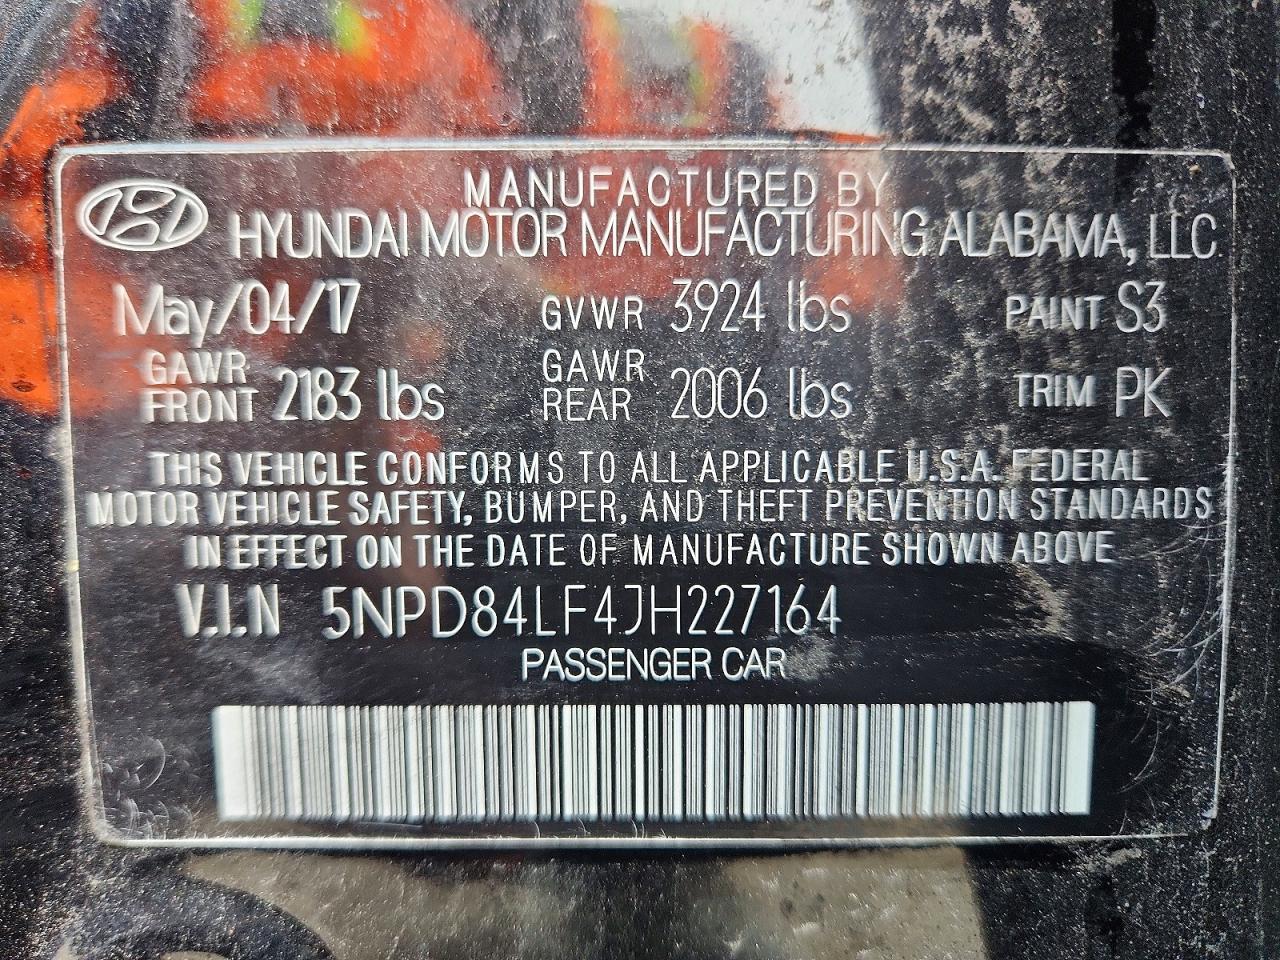 MANUFACTURED BY
HYUNDAI MOTOR MANUFACTURING ALABAMA, LLC
May/04/17 GVWR 3924 lbs PAINT S3
GAWR FRONT 2183 lbs GAWR REAR 2006 lbs TRIM PK
THIS VEHICLE CONFORMS TO ALL APPLICABLE U.S.A. FEDERAL
MOTOR VEHICLE SAFETY, BUMPER, AND THEFT PREVENTION STANDARDS
IN EFFECT ON THE DATE OF MANUFACTURE SHOWN ABOVE
V.I.N 5NPD84LF4JH227164
PASSENGER CAR